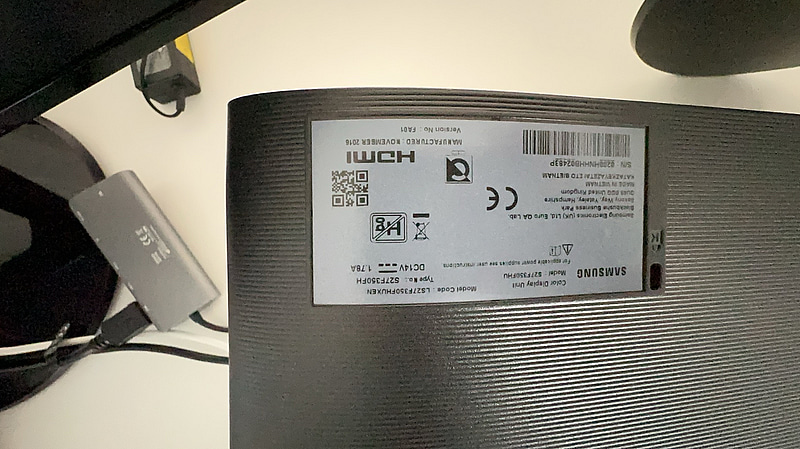 SAMSUNG
Color Display Unit
Model : S27F350FHU
For applicable power supplies see user instructions
Model Code : LS27F350FHUXEN
Type No : S27F350FH
DC14V 1.78A
Samsung Electronics (UK) Ltd, Euro QA Lab.
Blackbushe Business Park
Saxony Way, Yateley, Hampshire
GU46 6GG United Kingdom
MADE IN VIETNAM
S/N
HDMI
MANUFACTURED : NOVEMBER 2016
Version No : FA01